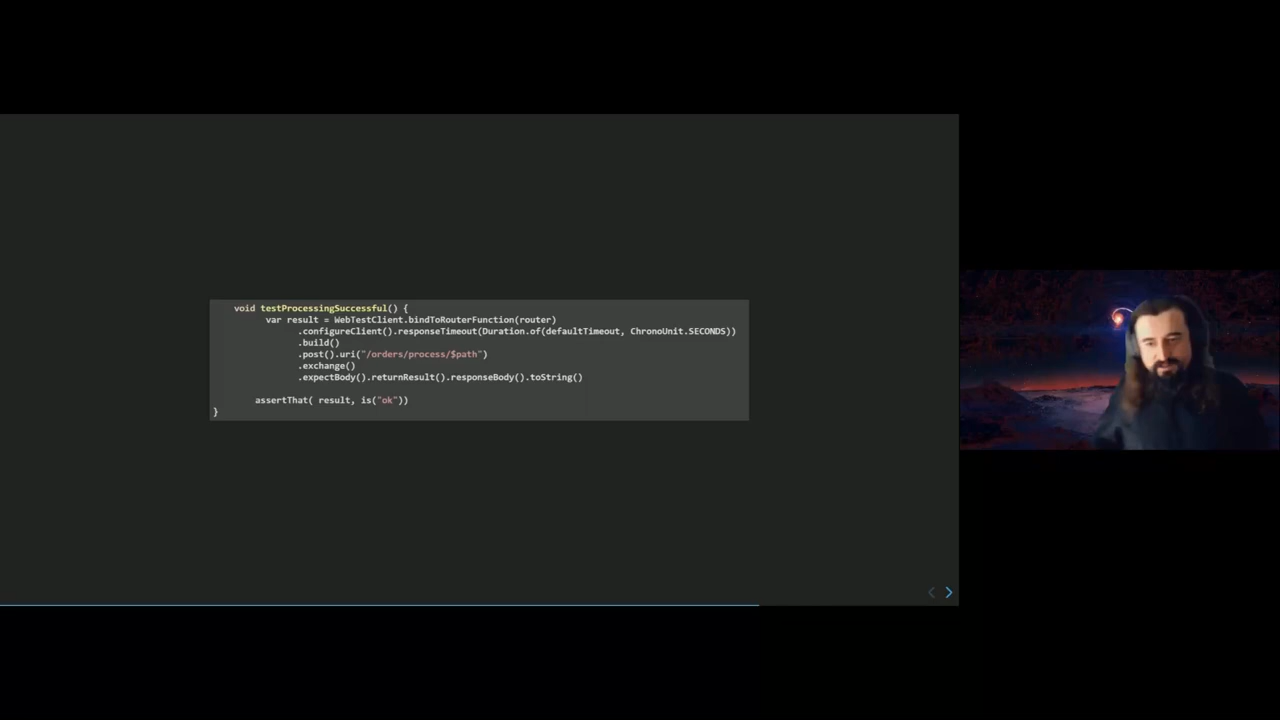 void testProcessingSuccessful() {
var result = WebTestClient.bindToRouterFunction(router)
.configureClient().responseTimeout(Duration.of(defaultTimeout, ChronoUnit.SECONDS))
.build()
.post().uri("/orders/process/$path")
.exchange()
.expectBody().returnResult().responseBody().toString()
assertThat( result, is("ok"))
}